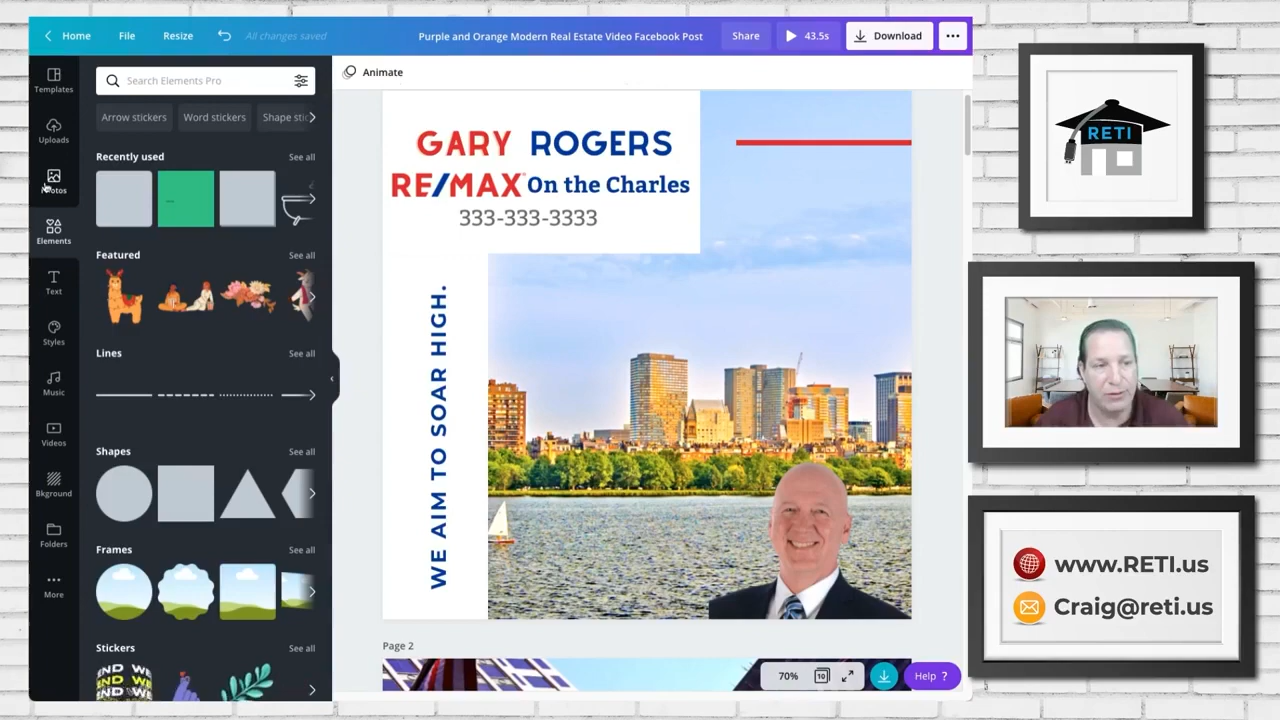 Home File Resize All changes saved
Purple and Orange Modern Real Estate Video Facebook Post Share 43.5s Download
Templates
Uploads
Photos
Elements
Text
Styles
Music
Videos
Bkground
Folders
More
Search Elements Pro
Arrow stickers Word stickers Shape stic
Recently used See all
Featured See all
Lines See all
Shapes See all
Frames See all
Stickers See all
Animate
GARY ROGERS
RE/MAX On the Charles
333-333-3333
WE AIM TO SOAR HIGH.
Page 2
70% 10 Help ?
RETI
www.RETI.us
Craig@reti.us